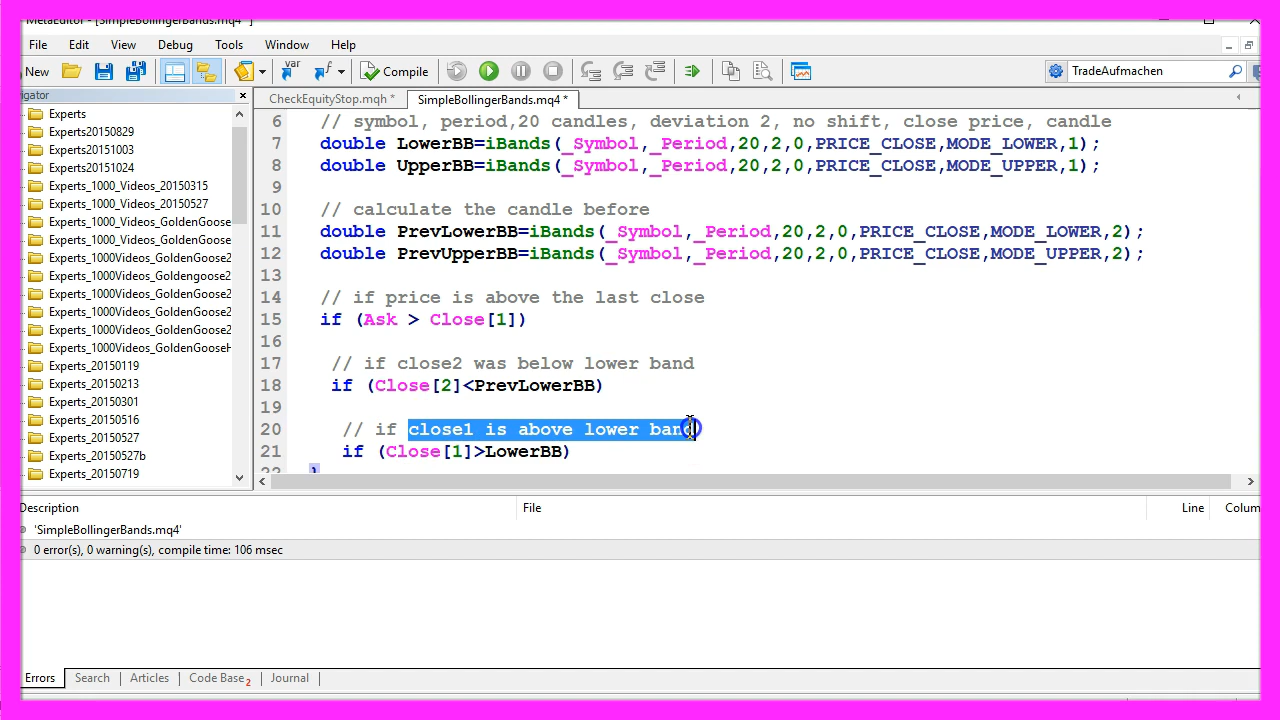 MetaEditor - [SimpleBollingerBands.mq4 *]
File Edit View Debug Tools Window Help
New var Compile TradeAufmachen
igator
CheckEquityStop.mqh * SimpleBollingerBands.mq4 *
Experts
Experts20150829
Experts20151003
Experts20151024
Experts_1000_Videos_20150315
Experts_1000_Videos_20150527
Experts_1000_Videos_GoldenGoose
Experts_1000_Videos_GoldenGoose
Experts_1000Videos_GoldenGoose2
Experts_1000Videos_Goldengoose2
Experts_1000Videos_GoldenGoose2
Experts_1000Videos_GoldenGoose2
Experts_1000Videos_GoldenGoose2
Experts_1000Videos_GoldenGooseH
Experts_20150119
Experts_20150213
Experts_20150301
Experts_20150516
Experts_20150527
Experts_20150527b
Experts_20150719
6 // symbol, period,20 candles, deviation 2, no shift, close price, candle
7 double LowerBB=iBands(_Symbol,_Period,20,2,0,PRICE_CLOSE,MODE_LOWER,1);
8 double UpperBB=iBands(_Symbol,_Period,20,2,0,PRICE_CLOSE,MODE_UPPER,1);
9
10 // calculate the candle before
11 double PrevLowerBB=iBands(_Symbol,_Period,20,2,0,PRICE_CLOSE,MODE_LOWER,2);
12 double PrevUpperBB=iBands(_Symbol,_Period,20,2,0,PRICE_CLOSE,MODE_UPPER,2);
13
14 // if price is above the last close
15 if (Ask > Close[1])
16
17 // if close2 was below lower band
18 if (Close[2]<PrevLowerBB)
19
20 // if close1 is above lower band
21 if (Close[1]>LowerBB)
22 }
Description File Line Colum
'SimpleBollingerBands.mq4'
0 error(s), 0 warning(s), compile time: 106 msec
Errors Search Articles Code Base 2 Journal